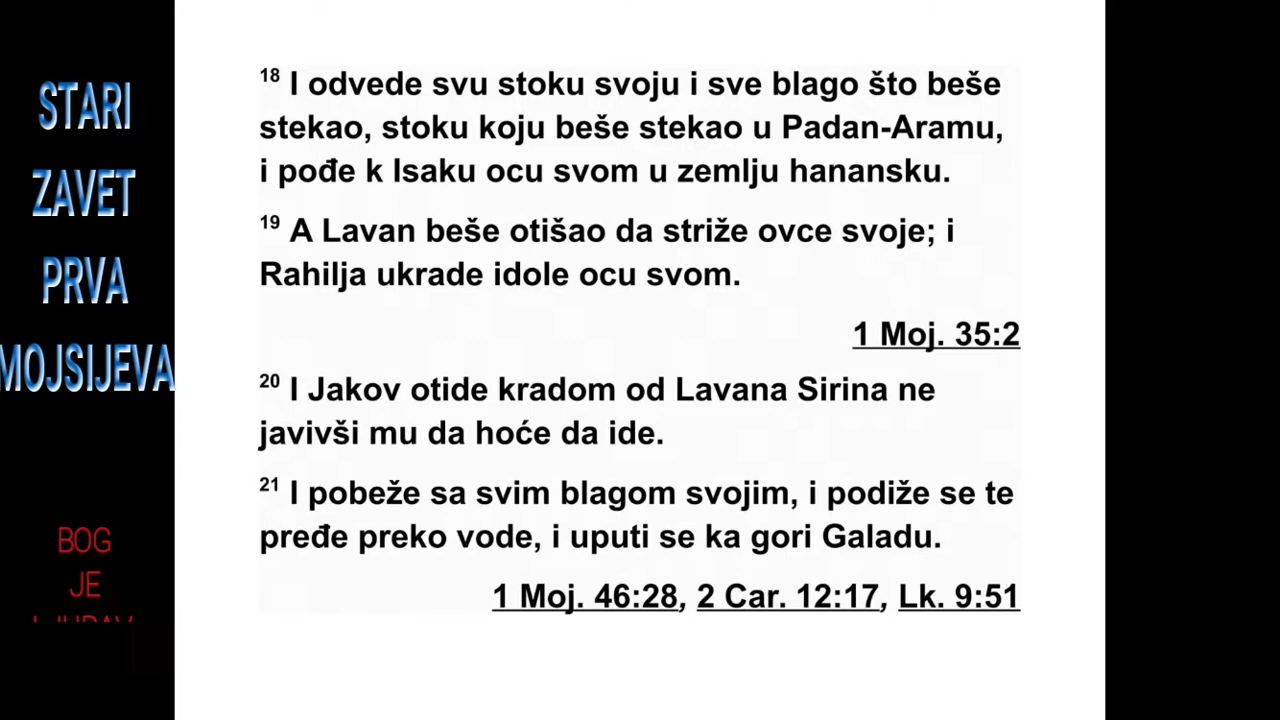 STARI
ZAVET
PRVA
MOJSIJEVA
BOG
JE
18 I odvede svu stoku svoju i sve blago što beše
stekao, stoku koju beše stekao u Padan-Aramu,
i pođe k Isaku ocu svom u zemlju hanansku.
19 A Lavan beše otišao da striže ovce svoje; i
Rahilja ukrade idole ocu svom.
1 Moj. 35:2
20 I Jakov otide kradom od Lavana Sirina ne
javivši mu da hoće da ide.
21 I pobeže sa svim blagom svojim, i podiže se te
pređe preko vode, i uputi se ka gori Galadu.
1 Moj. 46:28, 2 Car. 12:17, Lk. 9:51